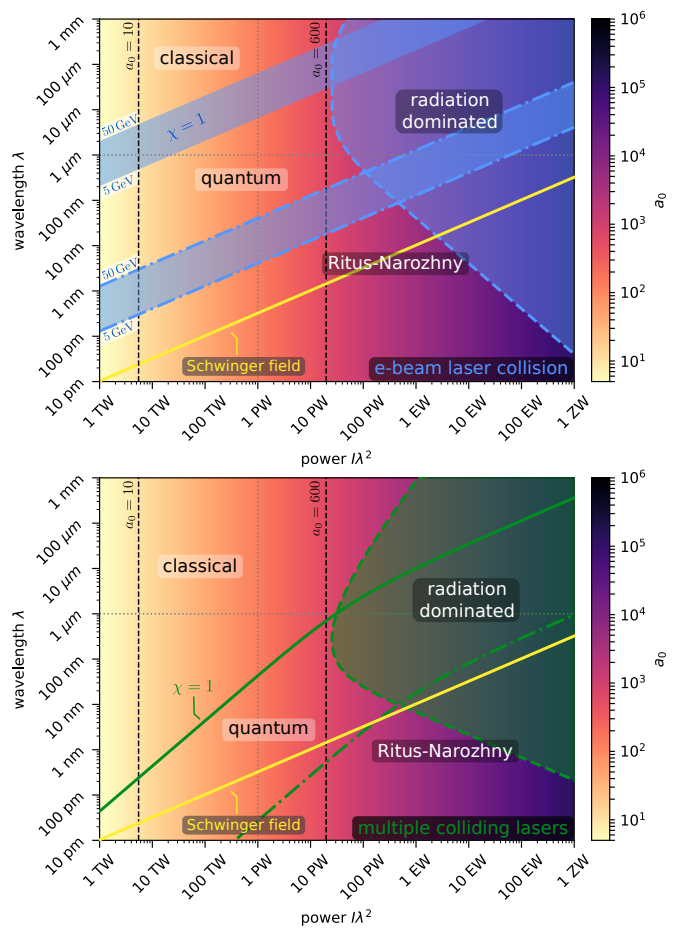 1 mm
100 μm
10 μm
1 μm
100 nm
10 nm
1 nm
100 pm
10 pm
wavelength λ
classical
a₀ = 10
a₀ = 600
50 GeV
χ = 1
5 GeV
radiation
dominated
quantum
50 GeV
5 GeV
Ritus-Narozhny
Schwinger field
e-beam laser collision
1 TW
10 TW
100 TW
1 PW
10 PW
100 PW
1 EW
10 EW
100 EW
1 ZW
power Iλ²
10⁶
10⁵
10⁴
10³
10²
10¹
a₀
1 mm
100 μm
10 μm
1 μm
100 nm
10 nm
1 nm
100 pm
10 pm
wavelength λ
a₀ = 10
a₀ = 600
classical
radiation
dominated
χ = 1
quantum
Ritus-Narozhny
Schwinger field
multiple colliding lasers
1 TW
10 TW
100 TW
1 PW
10 PW
100 PW
1 EW
10 EW
100 EW
1 ZW
power Iλ²
10⁶
10⁵
10⁴
10³
10²
10¹
a₀